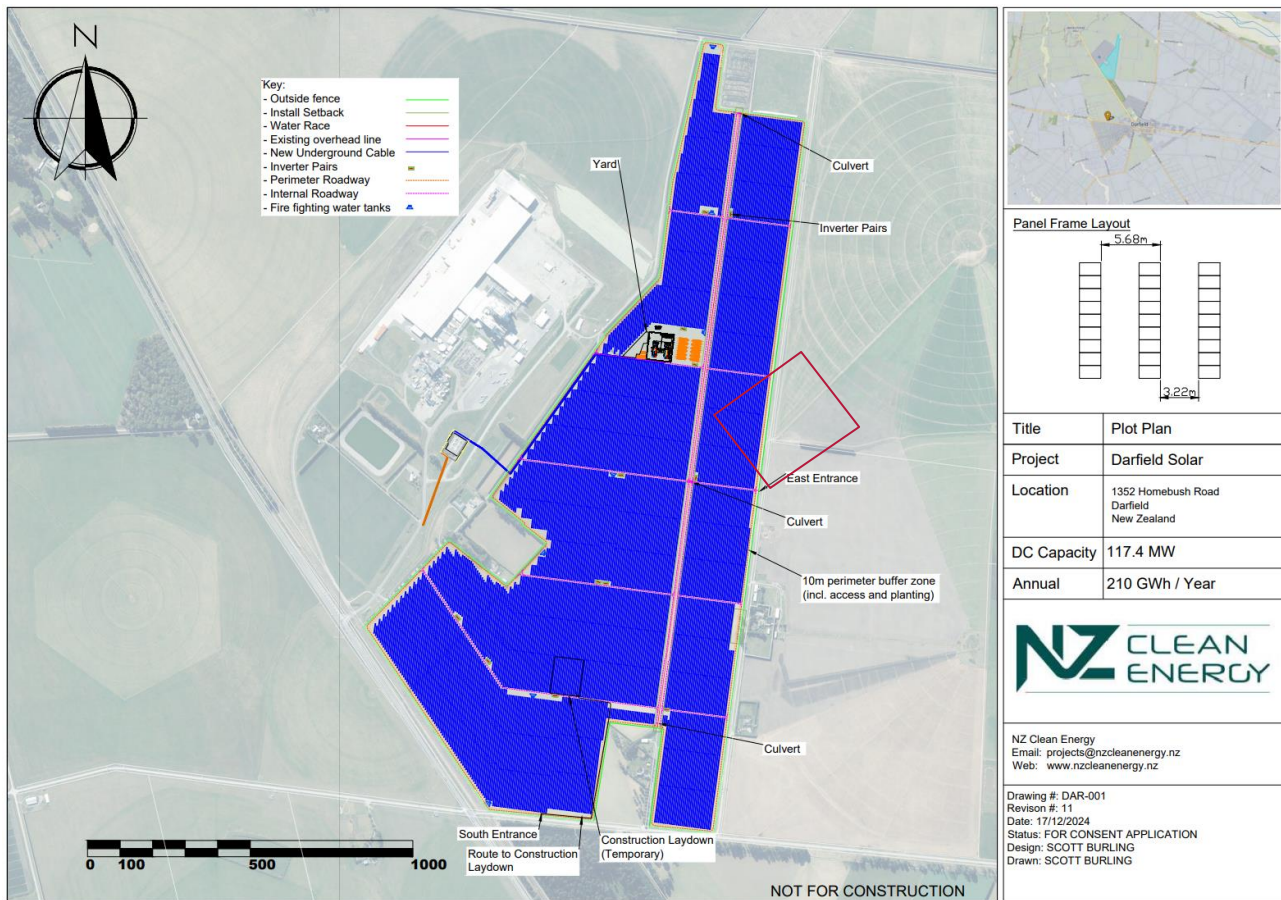 N
Key:
- Outside fence
- Install Setback
- Water Race
- Existing overhead line
- New Underground Cable
- Inverter Pairs
- Perimeter Roadway
- Internal Roadway
- Fire fighting water tanks
Yard
Culvert
Inverter Pairs
East Entrance
Culvert
10m perimeter buffer zone
(incl. access and planting)
Culvert
South Entrance
Route to Construction
Laydown
Construction Laydown
(Temporary)
0 100 500 1000
NOT FOR CONSTRUCTION
Darfield
Panel Frame Layout
5.68m
3.22m
Title Plot Plan
Project Darfield Solar
Location 1352 Homebush Road
Darfield
New Zealand
DC Capacity 117.4 MW
Annual 210 GWh / Year
NZ CLEAN
ENERGY
NZ Clean Energy
Email: projects@nzcleanenergy.nz
Web: www.nzcleanenergy.nz
Drawing #: DAR-001
Revison #: 11
Date: 17/12/2024
Status: FOR CONSENT APPLICATION
Design: SCOTT BURLING
Drawn: SCOTT BURLING